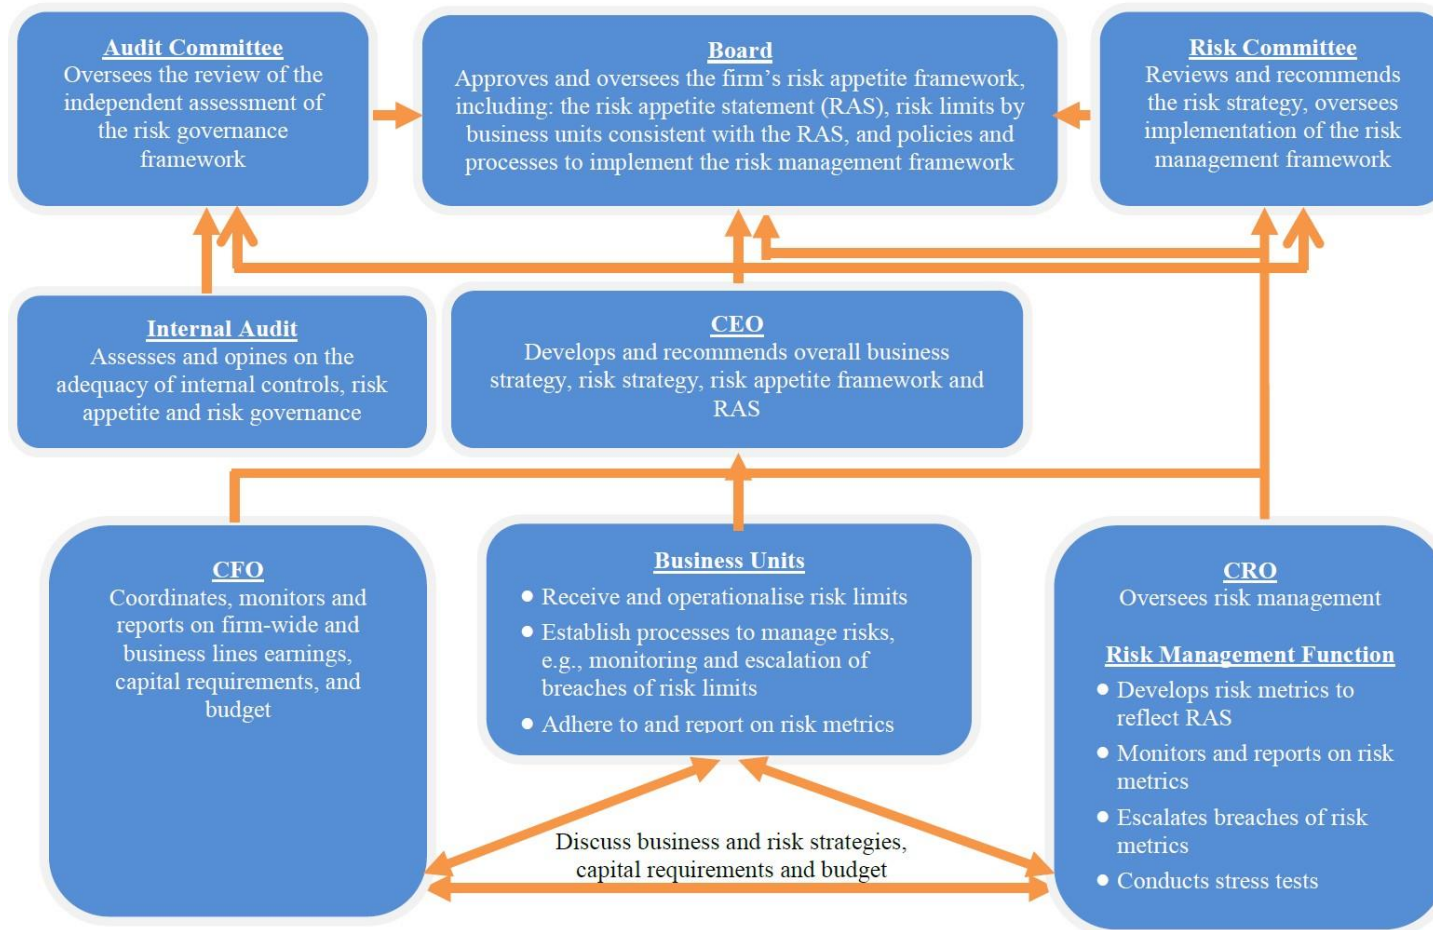 Audit Committee
Oversees the review of the
independent assessment of
the risk governance
framework
Board
Approves and oversees the firm’s risk appetite framework,
including: the risk appetite statement (RAS), risk limits by
business units consistent with the RAS, and policies and
processes to implement the risk management framework
Risk Committee
Reviews and recommends
the risk strategy, oversees
implementation of the risk
management framework
Internal Audit
Assesses and opines on the
adequacy of internal controls, risk
appetite and risk governance
CEO
Develops and recommends overall business
strategy, risk strategy, risk appetite framework and
RAS
CFO
Coordinates, monitors and
reports on firm-wide and
business lines earnings,
capital requirements, and
budget
Business Units
● Receive and operationalise risk limits
● Establish processes to manage risks,
e.g., monitoring and escalation of
breaches of risk limits
● Adhere to and report on risk metrics
CRO
Oversees risk management
Risk Management Function
● Develops risk metrics to
reflect RAS
● Monitors and reports on risk
metrics
● Escalates breaches of risk
metrics
● Conducts stress tests
Discuss business and risk strategies,
capital requirements and budget